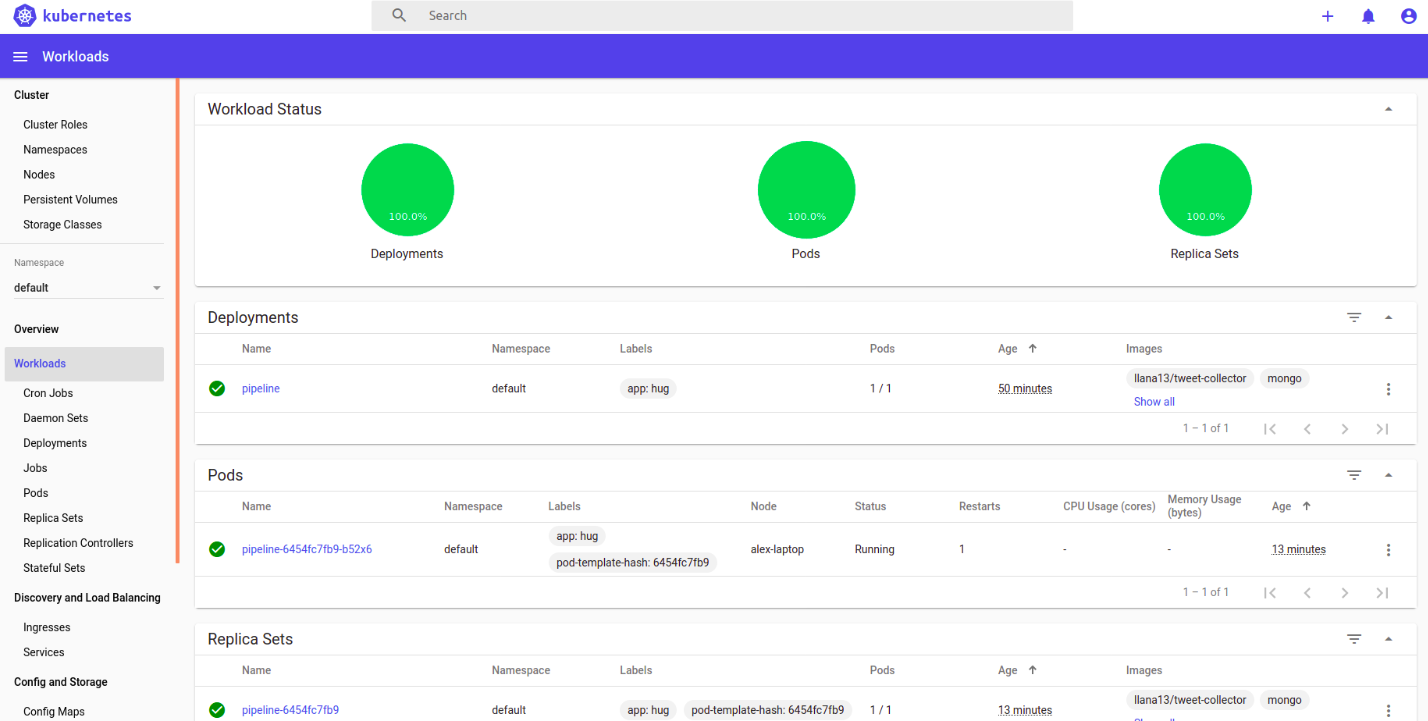 kubernetes
Search
Workloads
Cluster
Cluster Roles
Namespaces
Nodes
Persistent Volumes
Storage Classes
Namespace
default
Overview
Workloads
Cron Jobs
Daemon Sets
Deployments
Jobs
Pods
Replica Sets
Replication Controllers
Stateful Sets
Discovery and Load Balancing
Ingresses
Services
Config and Storage
Config Maps
Workload Status
100.0% 100.0% 100.0%
Deployments Pods Replica Sets
Deployments
Name Namespace Labels Pods Age Images
pipeline default app: hug 1 / 1 50 minutes llana13/tweet-collector mongo
Show all
1 – 1 of 1
Pods
Name Namespace Labels Node Status Restarts CPU Usage (cores) Memory Usage (bytes) Age
pipeline-6454fc7fb9-b52x6 default app: hug alex-laptop Running 1 - - 13 minutes
pod-template-hash: 6454fc7fb9
1 – 1 of 1
Replica Sets
Name Namespace Labels Pods Age Images
pipeline-6454fc7fb9 default app: hug pod-template-hash: 6454fc7fb9 1 / 1 13 minutes llana13/tweet-collector mongo